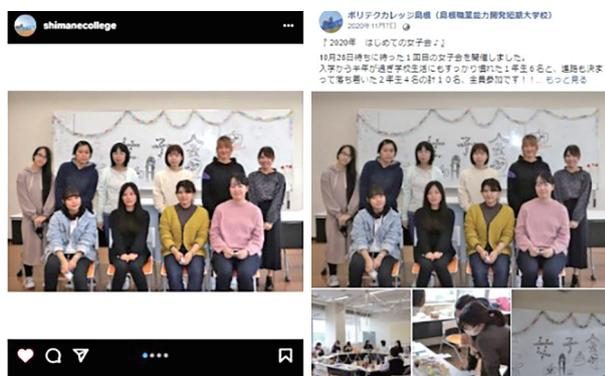 shimanecollege
ポリテクカレッジ島根（島根職業能力開発短期大学校）
2020年11月7日
『2020年　はじめての女子会♪』
10月28日待ちに待った１回目の女子会を開催しました。
入学から半年が過ぎ学校生活にもすっかり慣れた１年生６名と、進路も決ま
って落ち着いた２年生４名の計１０名、全員参加です！！... もっと見る
女子会
女子会
女子会